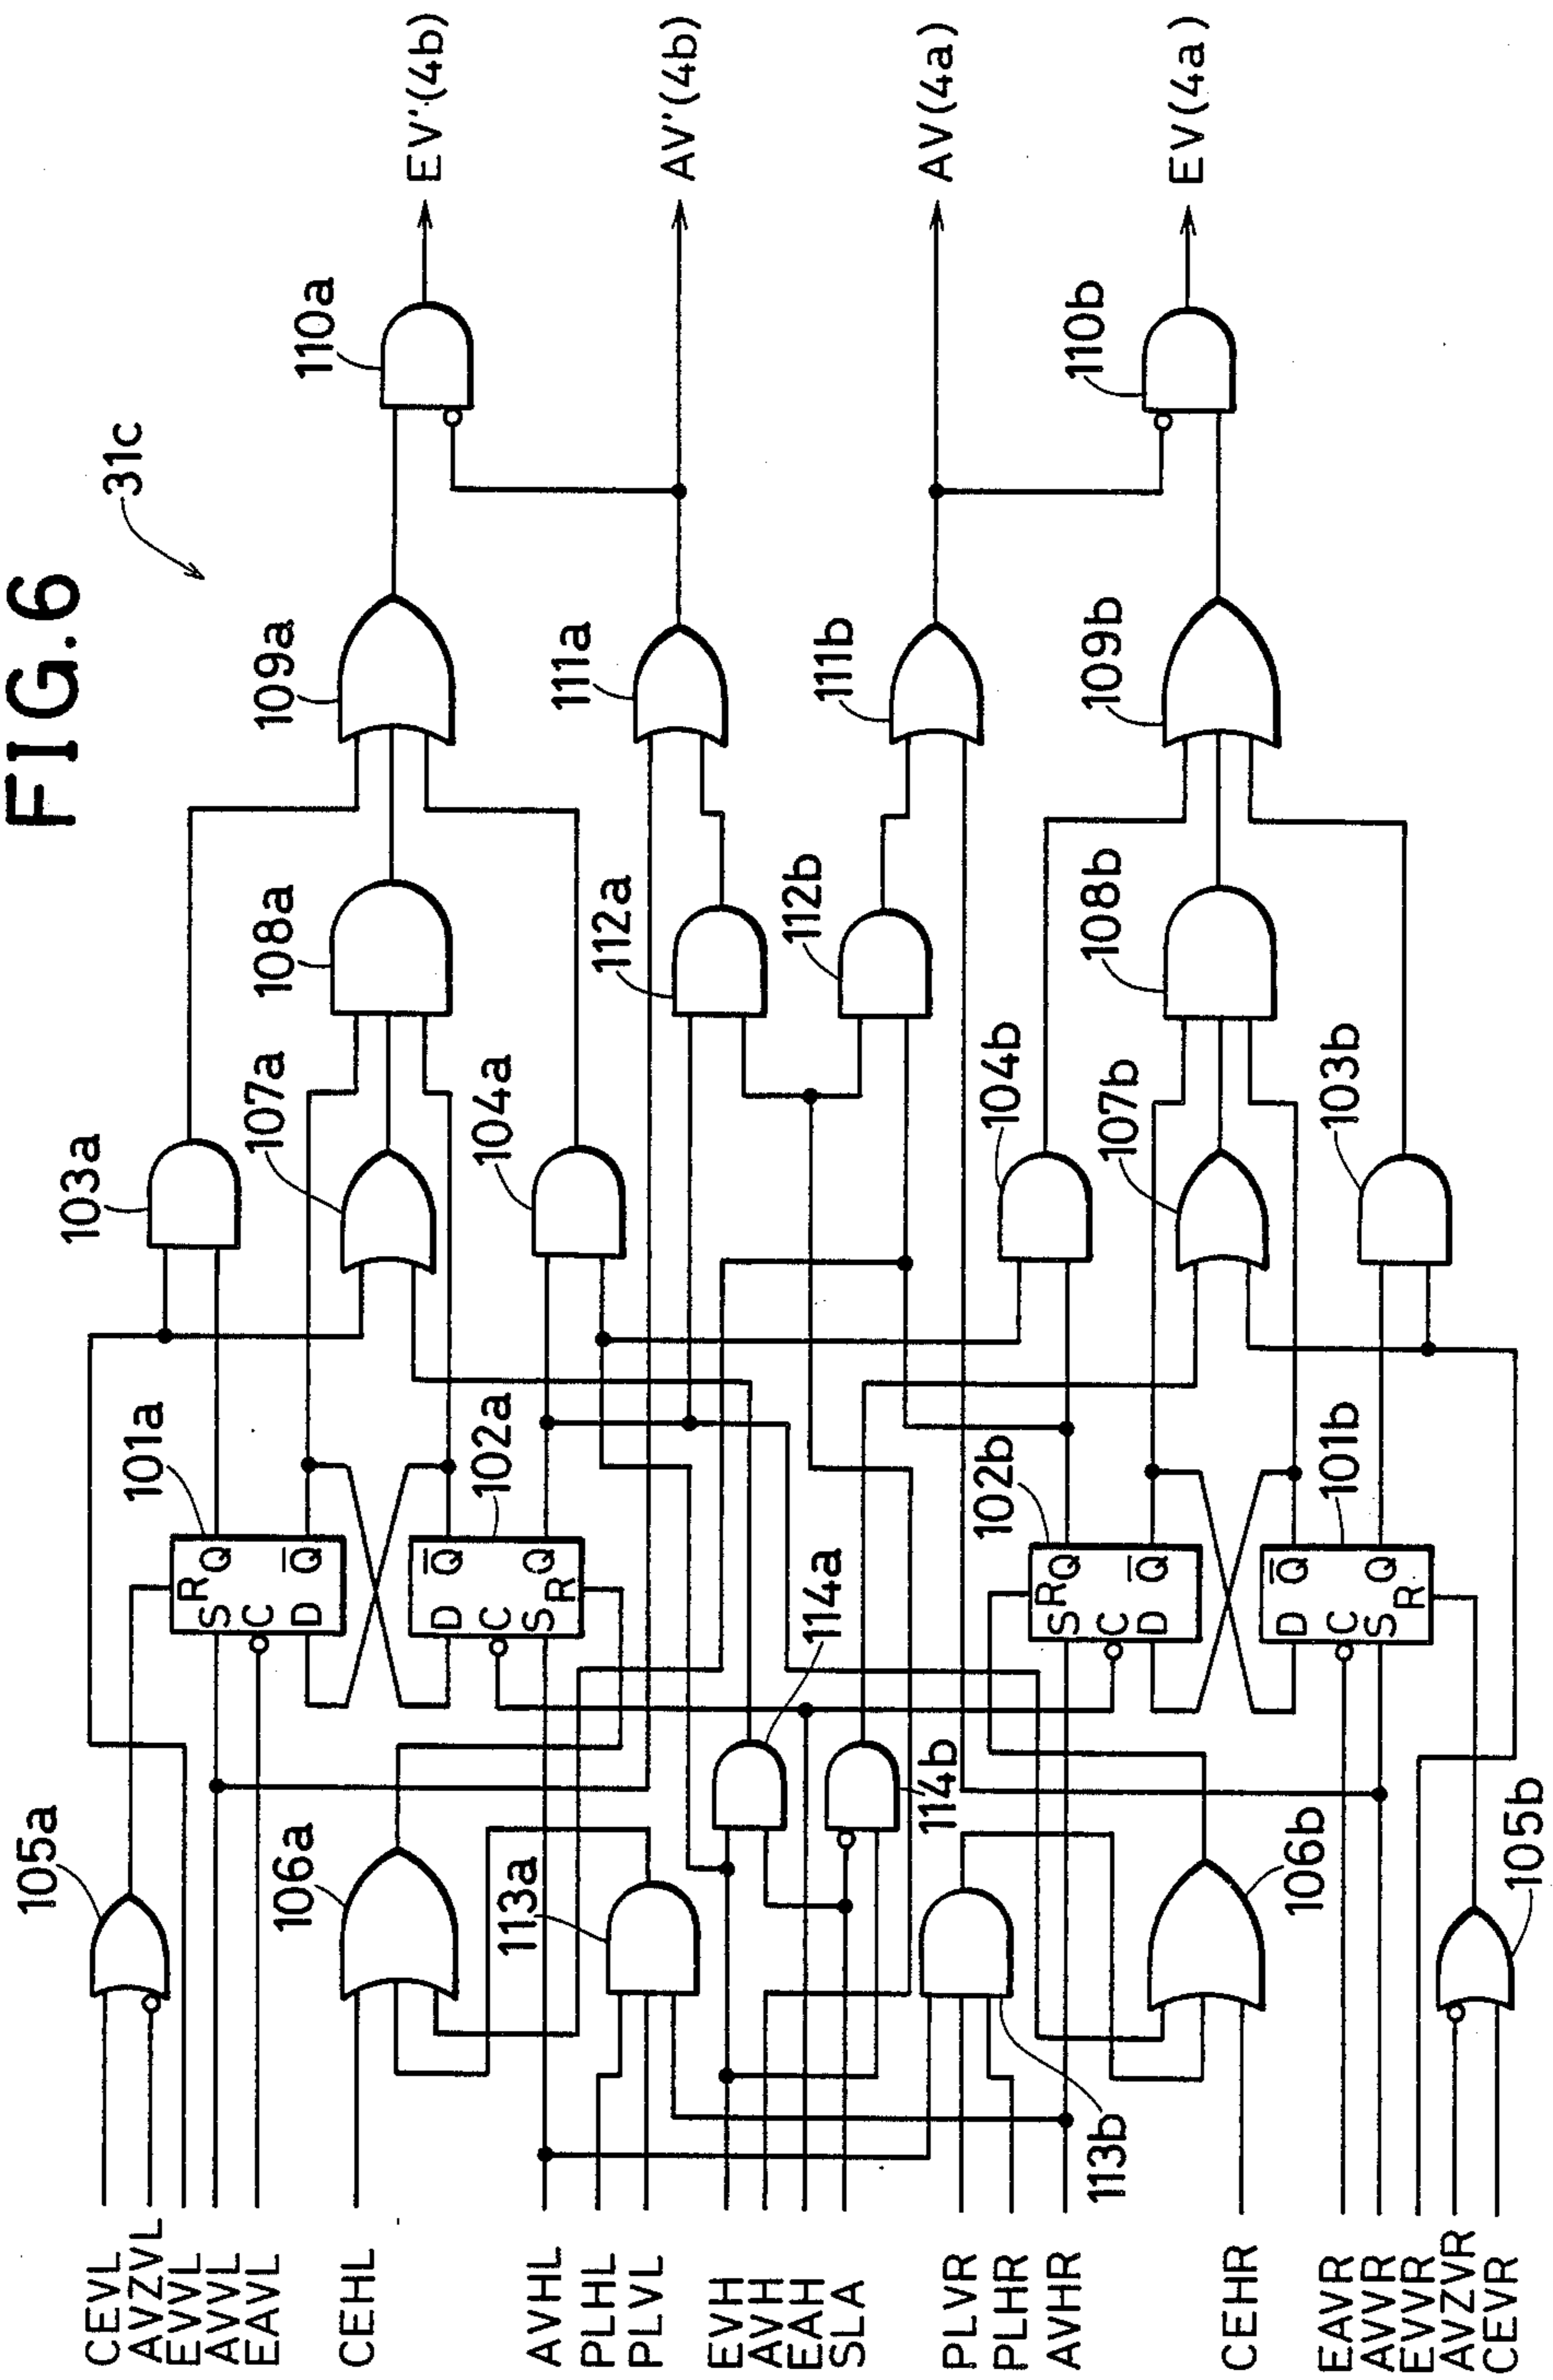 FIG.6
31c
CEVL
AVZVL
EVVL
AVVL
EAVL
CEHL
AVHL
PLHL
PLVL
EVH
AVH
EAH
SLA
PLVR
PLHR
AVHR
CEHR
EAVR
AVVR
EVVR
AVZVR
CEVR
105a
106a
113a
114a
114b
113b
106b
105b
101a
R
S Q
C
D Q̅
102a
D Q̅
C
S Q
R
102b
R
S Q
C
D Q̅
101b
D Q̅
C
S Q
R
103a
107a
104a
104b
107b
103b
108a
112a
112b
108b
109a
111a
111b
109b
110a
110b
EV'(4b)
AV'(4b)
AV(4a)
EV(4a)